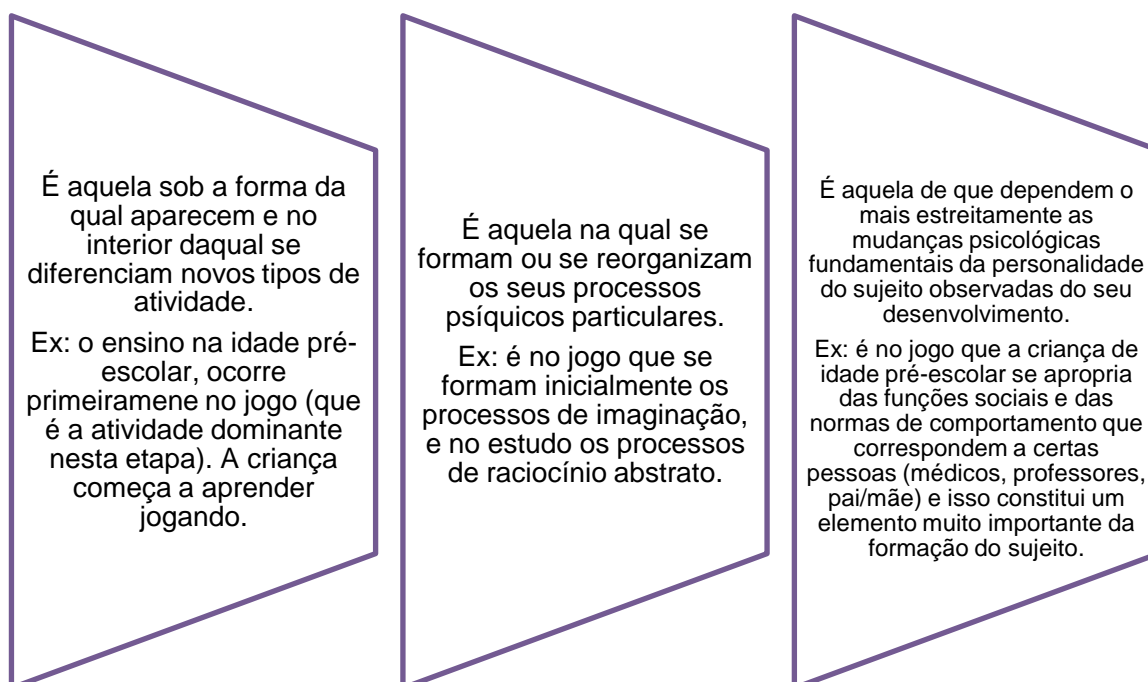 É aquela sob a forma da
qual aparecem e no
interior daqual se
diferenciam novos tipos de
atividade.
Ex: o ensino na idade pré-
escolar, ocorre
primeiramene no jogo (que
é a atividade dominante
nesta etapa). A criança
começa a aprender
jogando.
É aquela na qual se
formam ou se reorganizam
os seus processos
psíquicos particulares.
Ex: é no jogo que se
formam inicialmente os
processos de imaginação,
e no estudo os processos
de raciocínio abstrato.
É aquela de que dependem o
mais estreitamente as
mudanças psicológicas
fundamentais da personalidade
do sujeito observadas do seu
desenvolvimento.
Ex: é no jogo que a criança de
idade pré-escolar se apropria
das funções sociais e das
normas de comportamento que
correspondem a certas
pessoas (médicos, professores,
pai/mãe) e isso constitui um
elemento muito importante da
formação do sujeito.